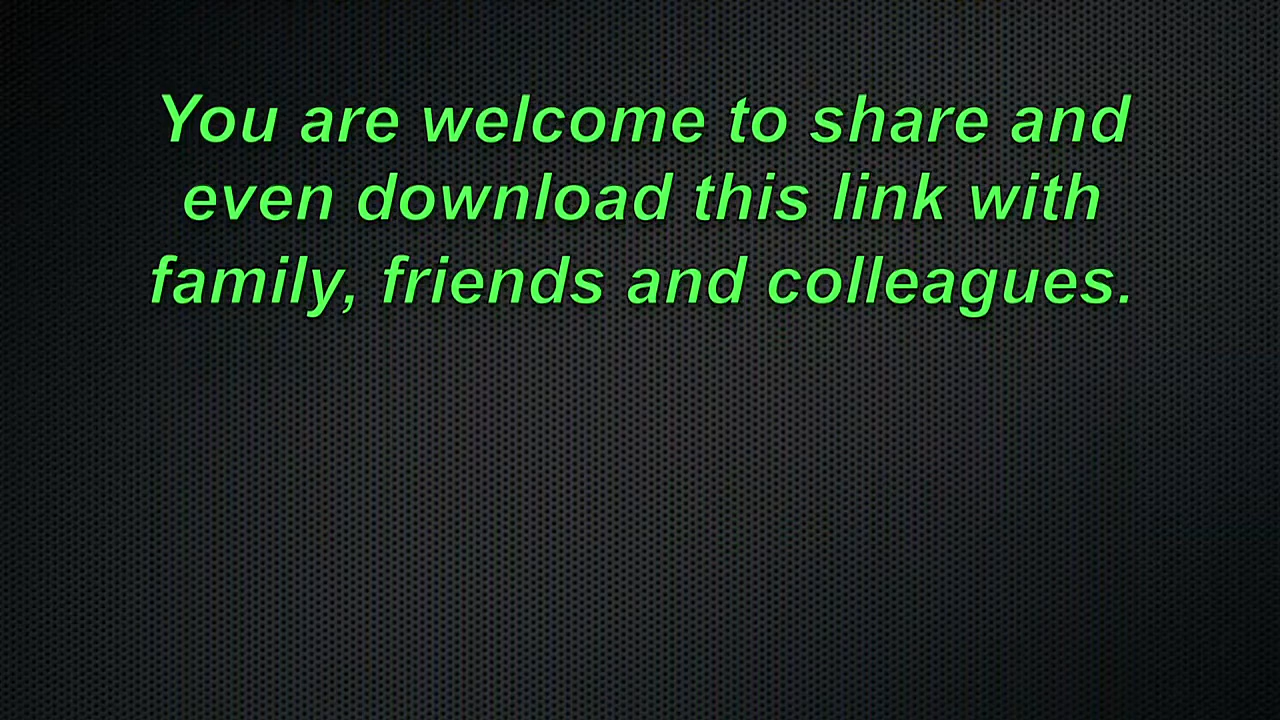 You are welcome to share and
even download this link with
family, friends and colleagues.